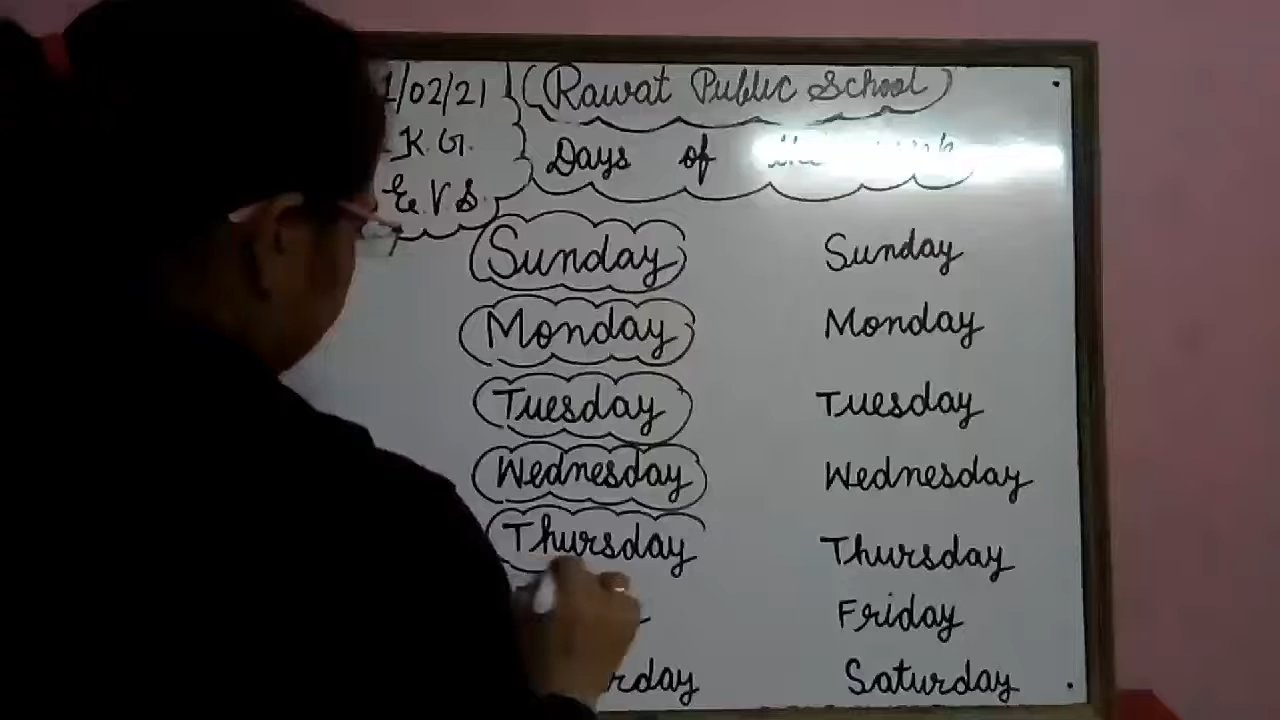 1/02/21
Rawat Public School
K.G.
Days of
E.V.S.
Sunday Sunday
Monday Monday
Tuesday Tuesday
Wednesday Wednesday
Thursday Thursday
Friday
rday Saturday